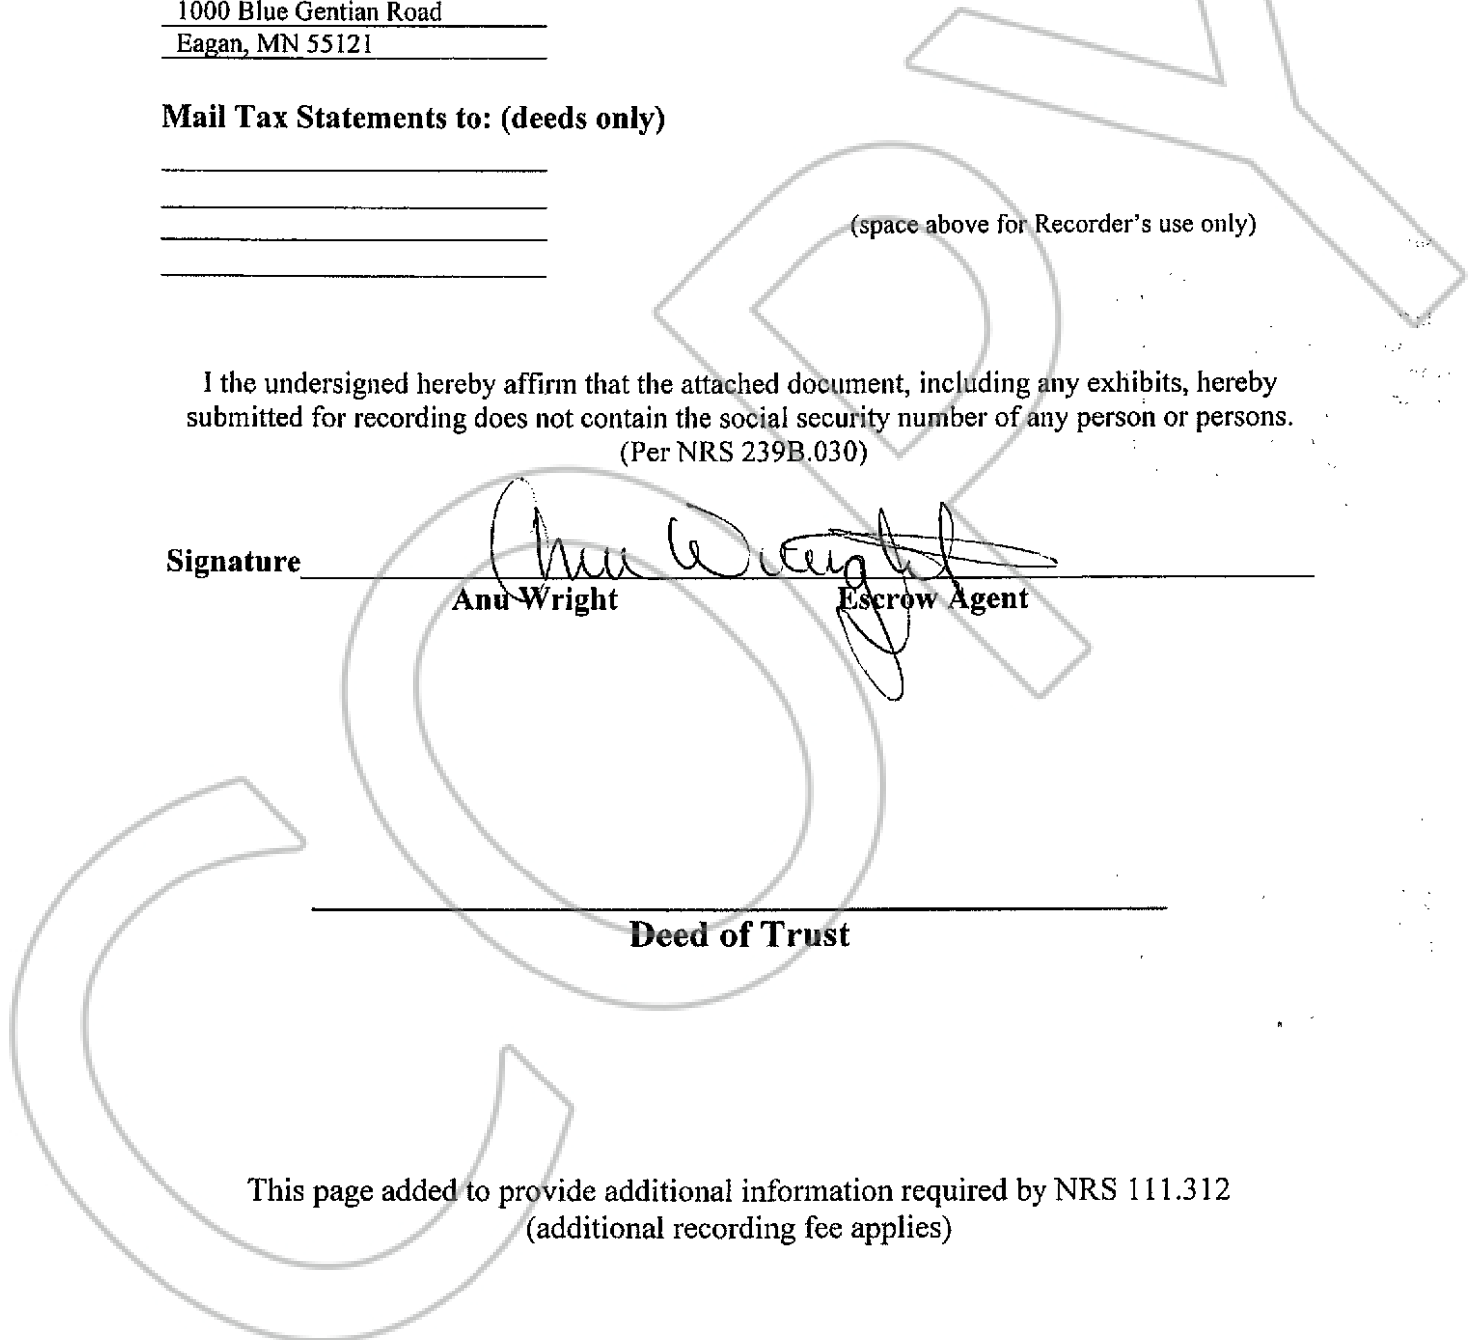 1000 Blue Gentian Road
Eagan, MN 55121
Mail Tax Statements to: (deeds only)
(space above for Recorder's use only)
I the undersigned hereby affirm that the attached document, including any exhibits, hereby
submitted for recording does not contain the social security number of any person or persons.
(Per NRS 239B.030)
Signature Anu Wright
Anu Wright Escrow Agent
Deed of Trust
This page added to provide additional information required by NRS 111.312
(additional recording fee applies)
COPY